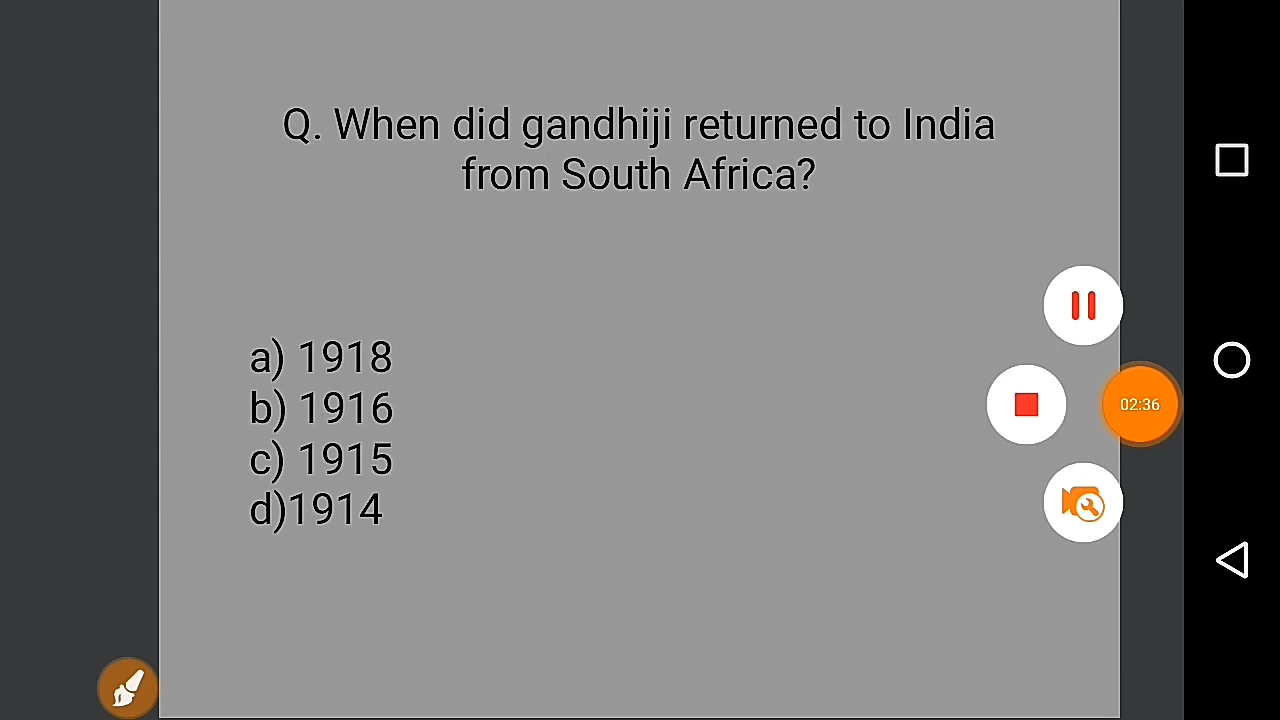 Q. When did gandhiji returned to India
from South Africa?
a) 1918
b) 1916
c) 1915
d)1914
02:36